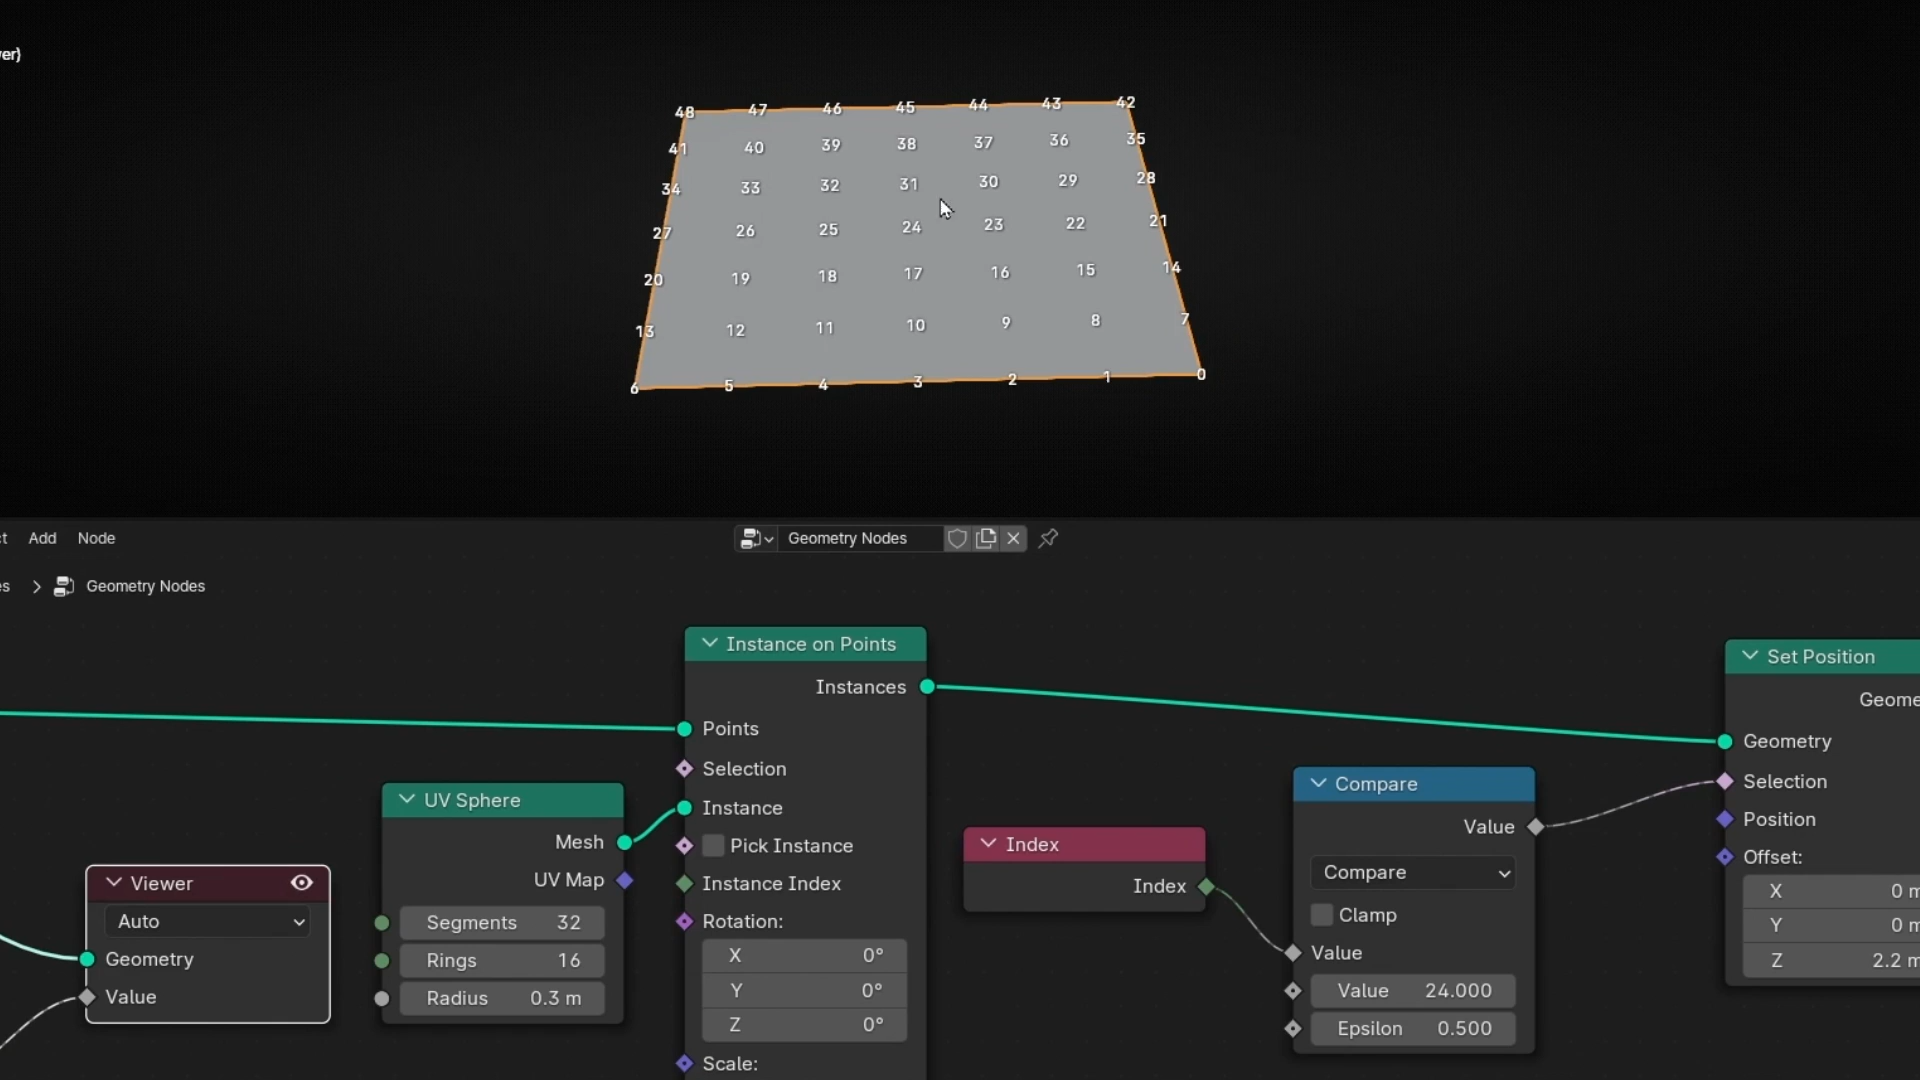 ver)
48 47 46 45 44 43 42
41 40 39 38 37 36 35
34 33 32 31 30 29 28
27 26 25 24 23 22 21
20 19 18 17 16 15 14
13 12 11 10 9 8 7
6 5 4 3 2 1 0
ct Add Node
Geometry Nodes
es > Geometry Nodes
Viewer
Auto
Geometry
Value
UV Sphere
Mesh
UV Map
Segments 32
Rings 16
Radius 0.3 m
Instance on Points
Instances
Points
Selection
Instance
Pick Instance
Instance Index
Rotation:
X 0°
Y 0°
Z 0°
Scale:
Index
Index
Compare
Value
Compare
Clamp
Value
Value 24.000
Epsilon 0.500
Set Position
Geome
Geometry
Selection
Position
Offset:
X 0 m
Y 0 m
Z 2.2 m